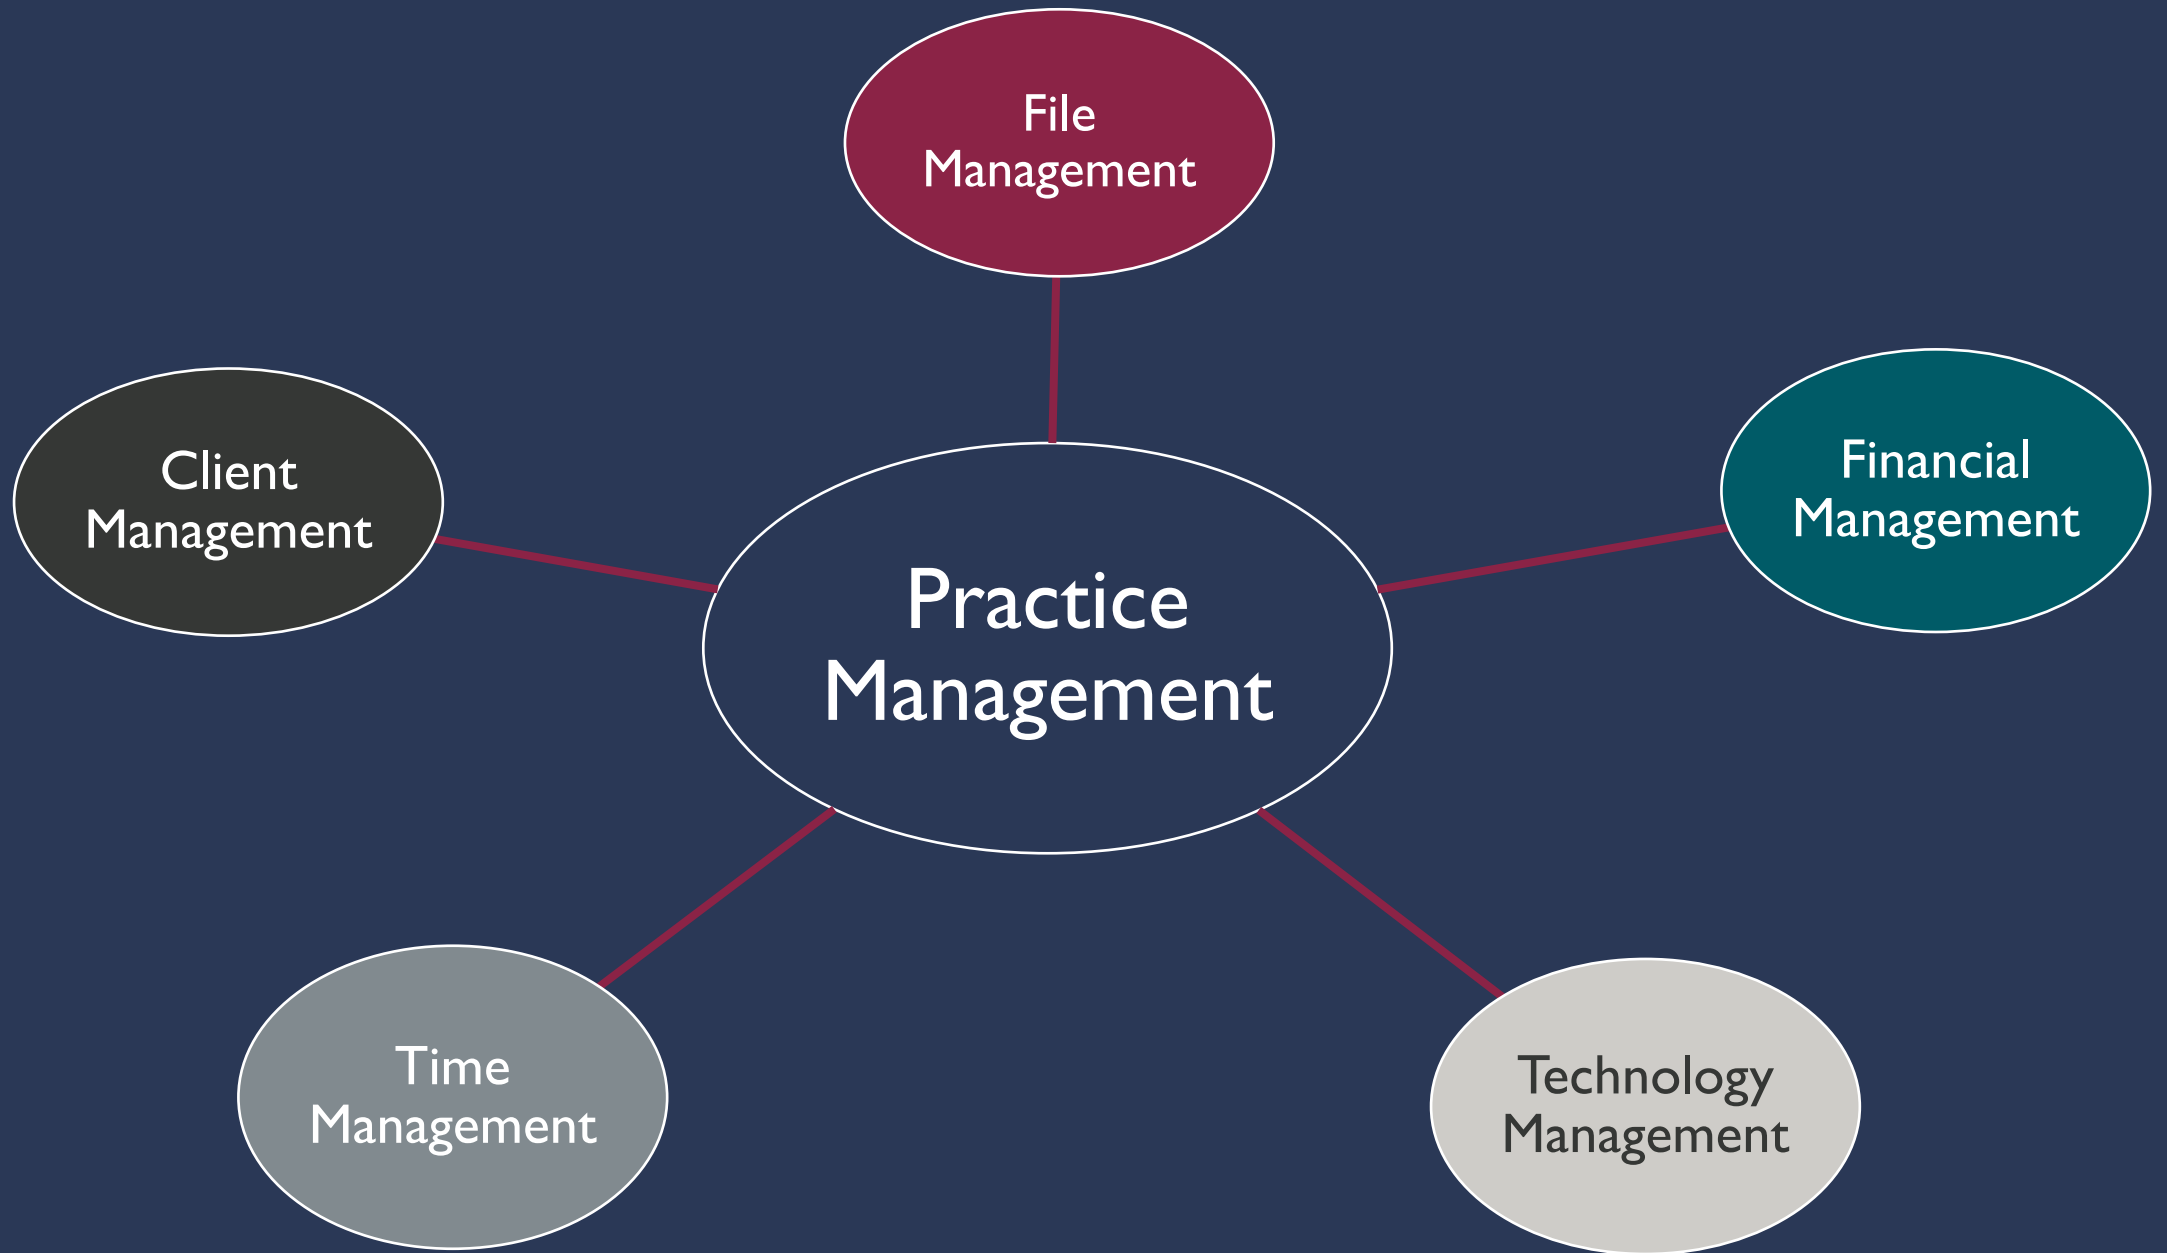 File
Management
Client
Management
Financial
Management
Practice
Management
Time
Management
Technology
Management